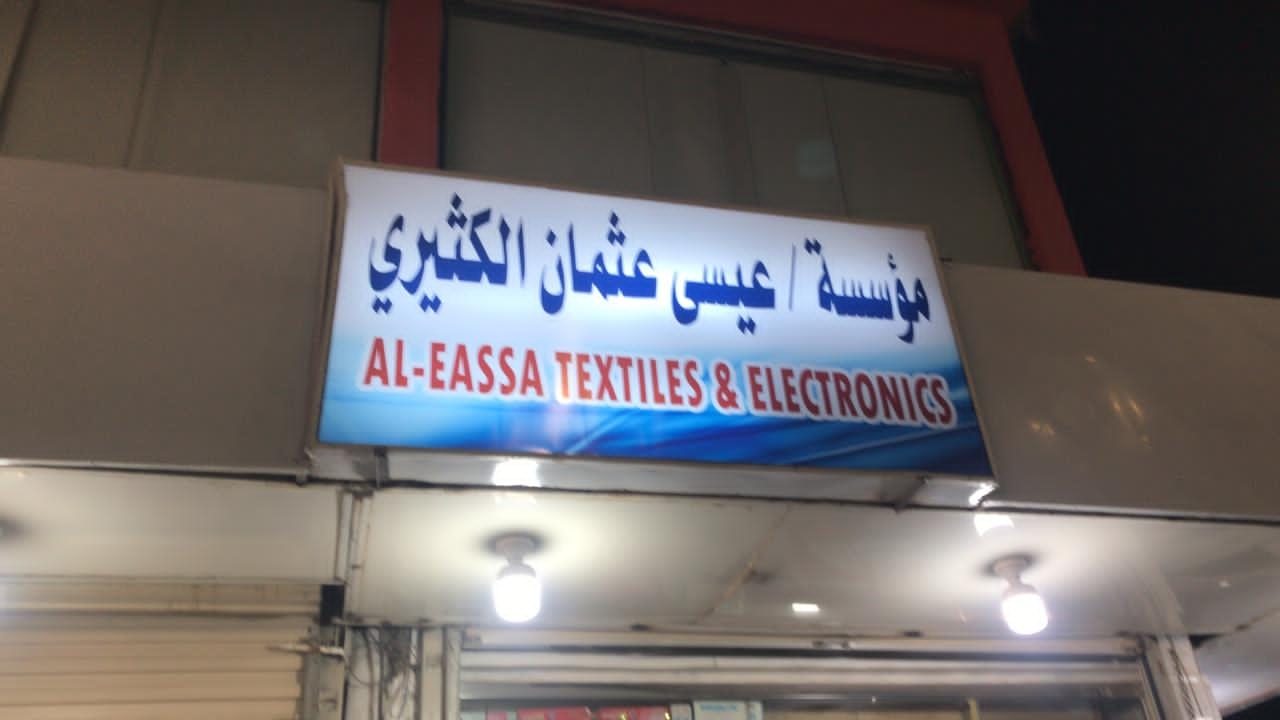 مؤسسة / عيسى عثمان الكثيري
AL-EASSA TEXTILES & ELECTRONICS